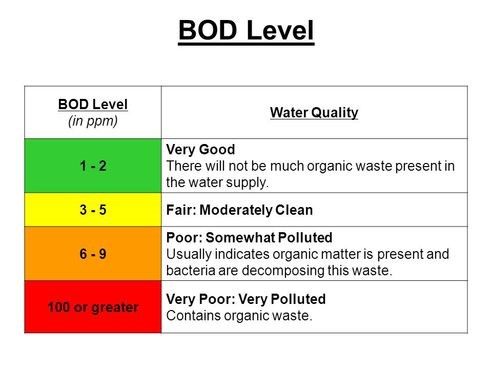 BOD Level
BOD Level
(in ppm)
Water Quality
1 - 2
Very Good
There will not be much organic waste present in
the water supply.
3 - 5
Fair: Moderately Clean
6 - 9
Poor: Somewhat Polluted
Usually indicates organic matter is present and
bacteria are decomposing this waste.
100 or greater
Very Poor: Very Polluted
Contains organic waste.